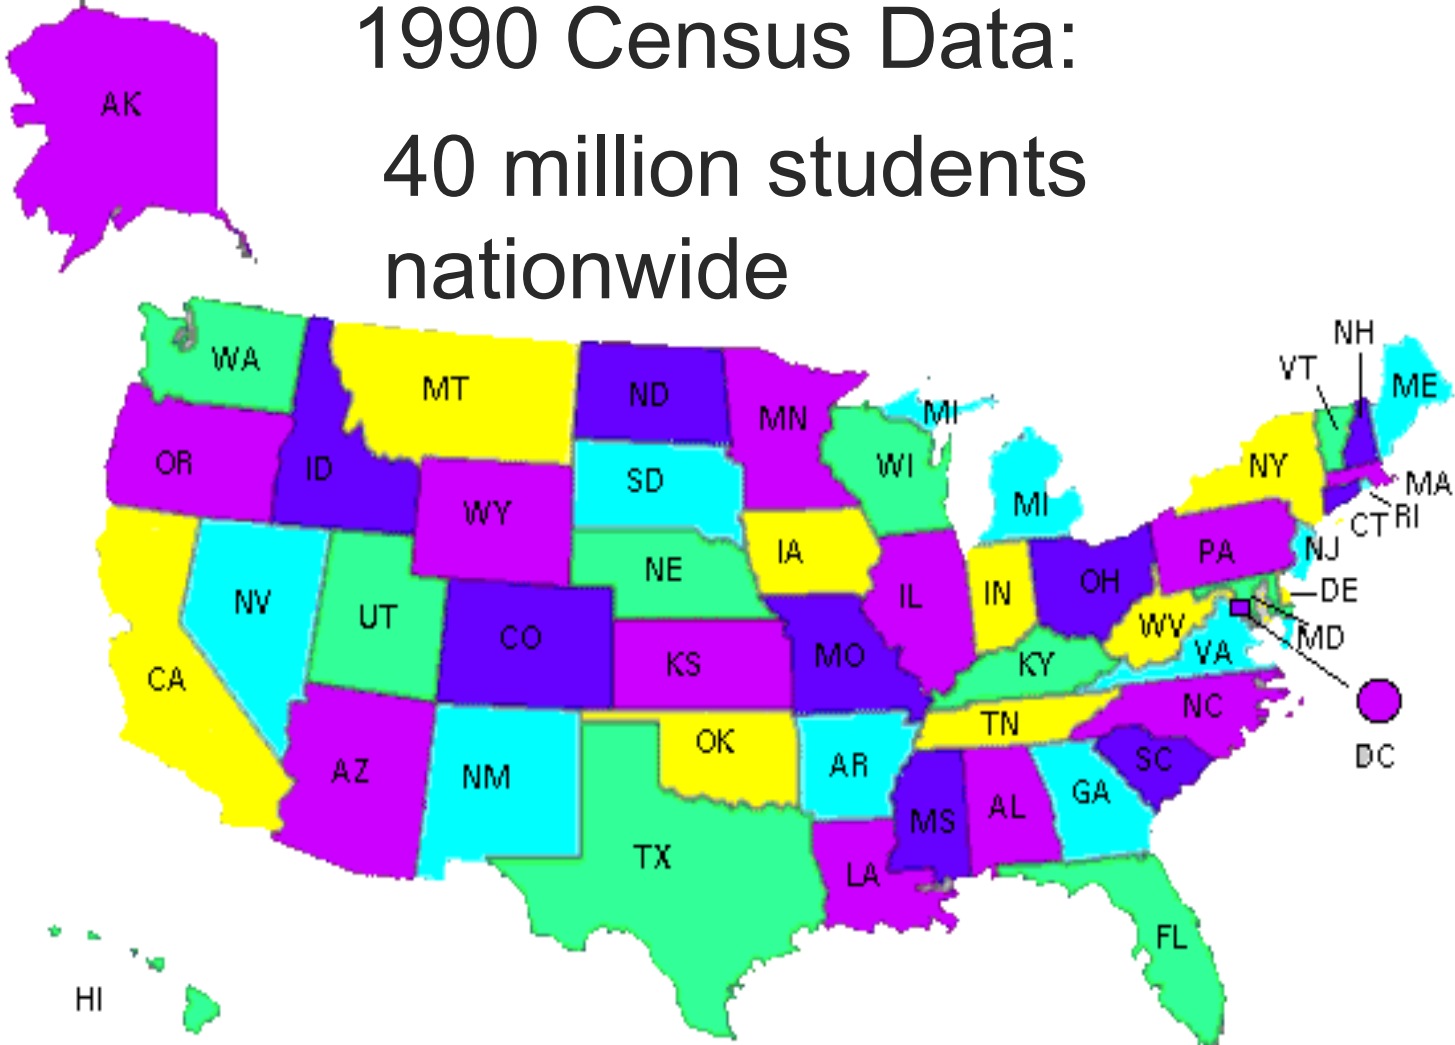 1990 Census Data:
40 million students
nationwide
AK
WA
MT
ND
MN
MI
NH
VT
ME
OR
ID
SD
WI
MI
NY
MA
RI
CT
WY
IA
PA
NJ
NV
UT
NE
IL
IN
OH
DE
CO
KS
MO
KY
WV
VA
MD
CA
OK
TN
NC
AZ
NM
AR
SC
DC
GA
TX
MS
AL
LA
FL
HI